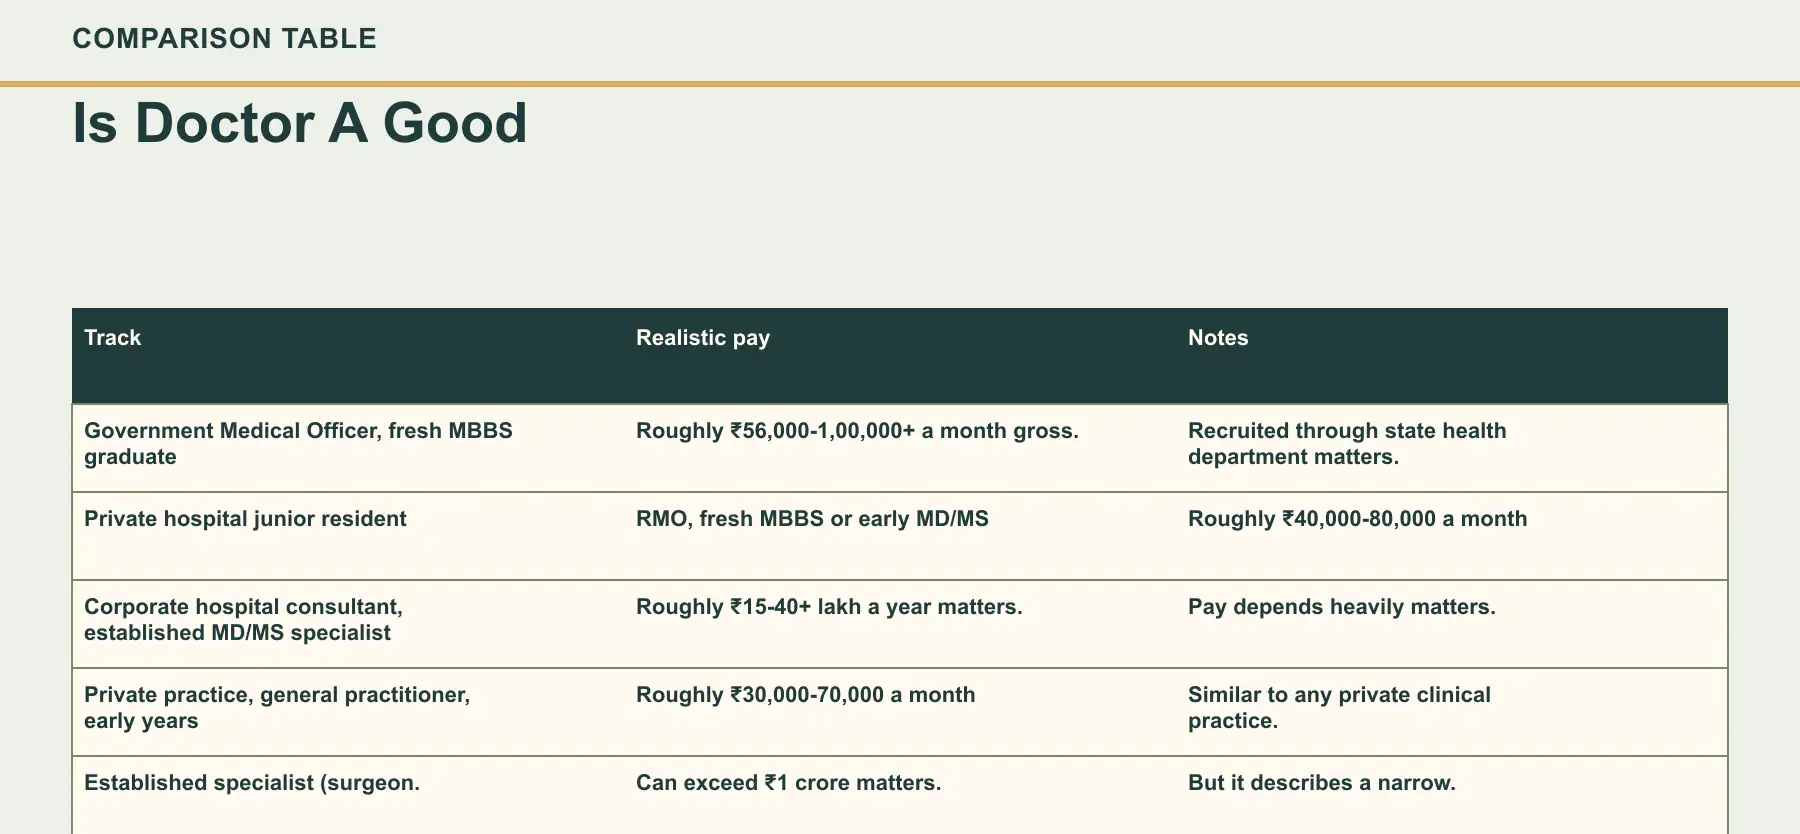 COMPARISON TABLE
Is Doctor A Good
Track
Realistic pay
Notes
Government Medical Officer, fresh MBBS
graduate
Roughly ₹56,000-1,00,000+ a month gross.
Recruited through state health
department matters.
Private hospital junior resident
RMO, fresh MBBS or early MD/MS
Roughly ₹40,000-80,000 a month
Corporate hospital consultant,
established MD/MS specialist
Roughly ₹15-40+ lakh a year matters.
Pay depends heavily matters.
Private practice, general practitioner,
early years
Roughly ₹30,000-70,000 a month
Similar to any private clinical
practice.
Established specialist (surgeon.
Can exceed ₹1 crore matters.
But it describes a narrow.